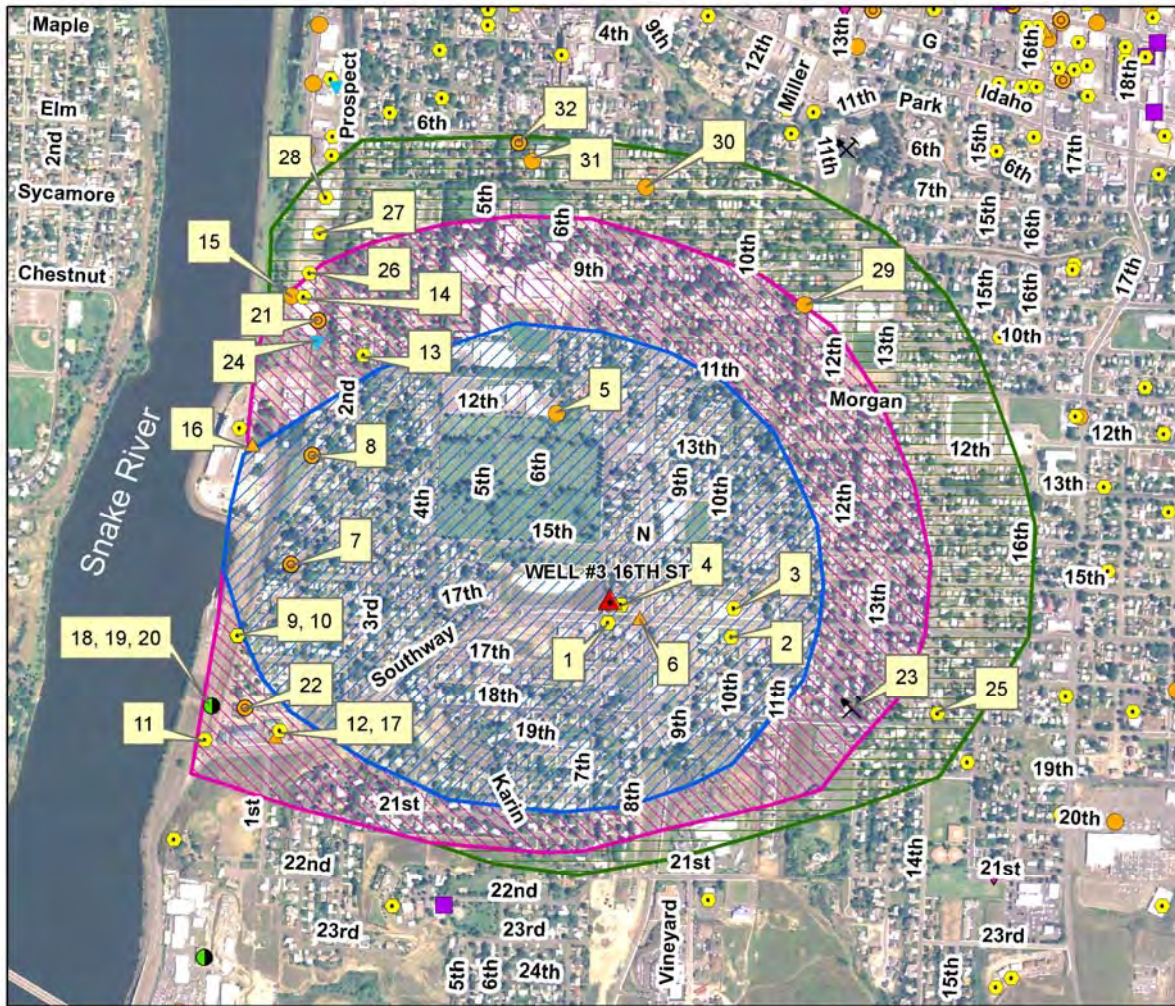 Maple
4th
9th
12th
13th
G
16th
18th
Miller
Elm
Prospect
32
11th
Park
Idaho
6th
2nd
31
30
11th
6th
15th
17th
6th
28
7th
Sycamore
5th
27
6th
10th
15th
16th
15
26
9th
29
17th
Chestnut
14
15th
16th
21
13
12th
13th
10th
24
2nd
11th
12th
5
Morgan
16
12th
12th
8
13th
Snake River
4th
5th
6th
9th
10th
12th
13th
15th
N
16th
7
WELL #3 16TH ST
4
3
15th
17th
3rd
13th
9, 10
18, 19, 20
Southway
17th
1
6
2
22
18th
10th
11th
23
25
11
12, 17
19th
9th
7th
19th
Karin
8th
1st
21st
20th
22nd
21st
14th
22nd
21st
23rd
23rd
Vineyard
23rd
5th
6th
24th
15th